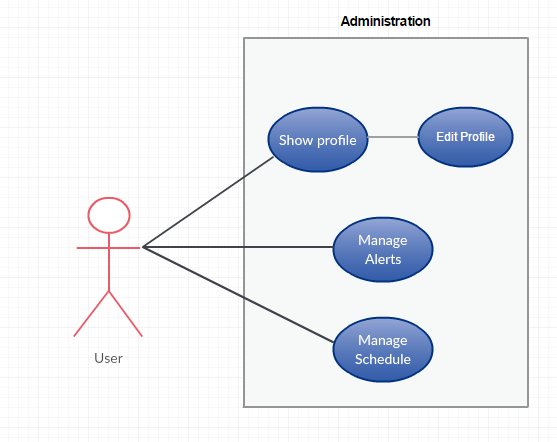 Administration
Show profile
Edit Profile
Manage
Alerts
Manage
Schedule
User